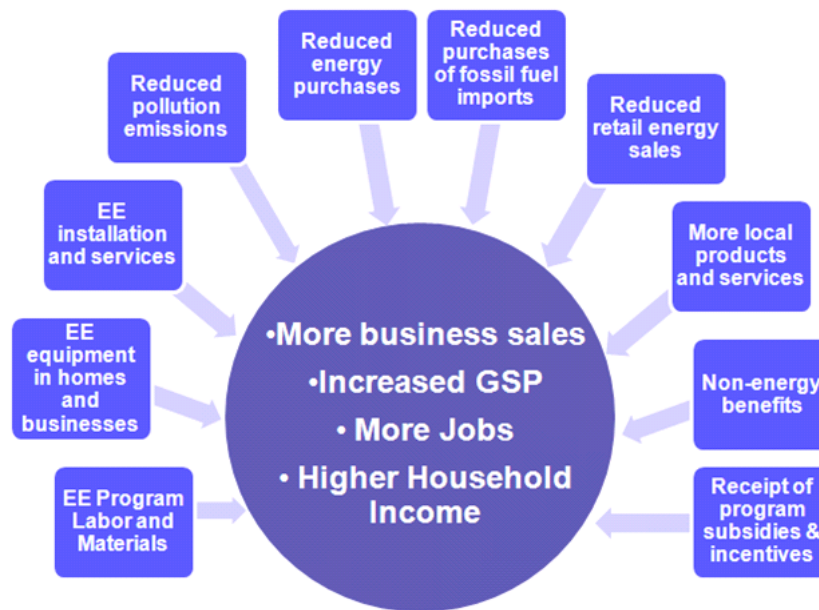 Reduced
energy
purchases
Reduced
purchases
of fossil fuel
imports
Reduced
pollution
emissions
Reduced
retail energy
sales
EE
installation
and services
More local
products
and services
EE
equipment
in homes
and
businesses
Non-energy
benefits
EE Program
Labor and
Materials
Receipt of
program
subsidies &
incentives
•More business sales
•Increased GSP
• More Jobs
• Higher Household
Income